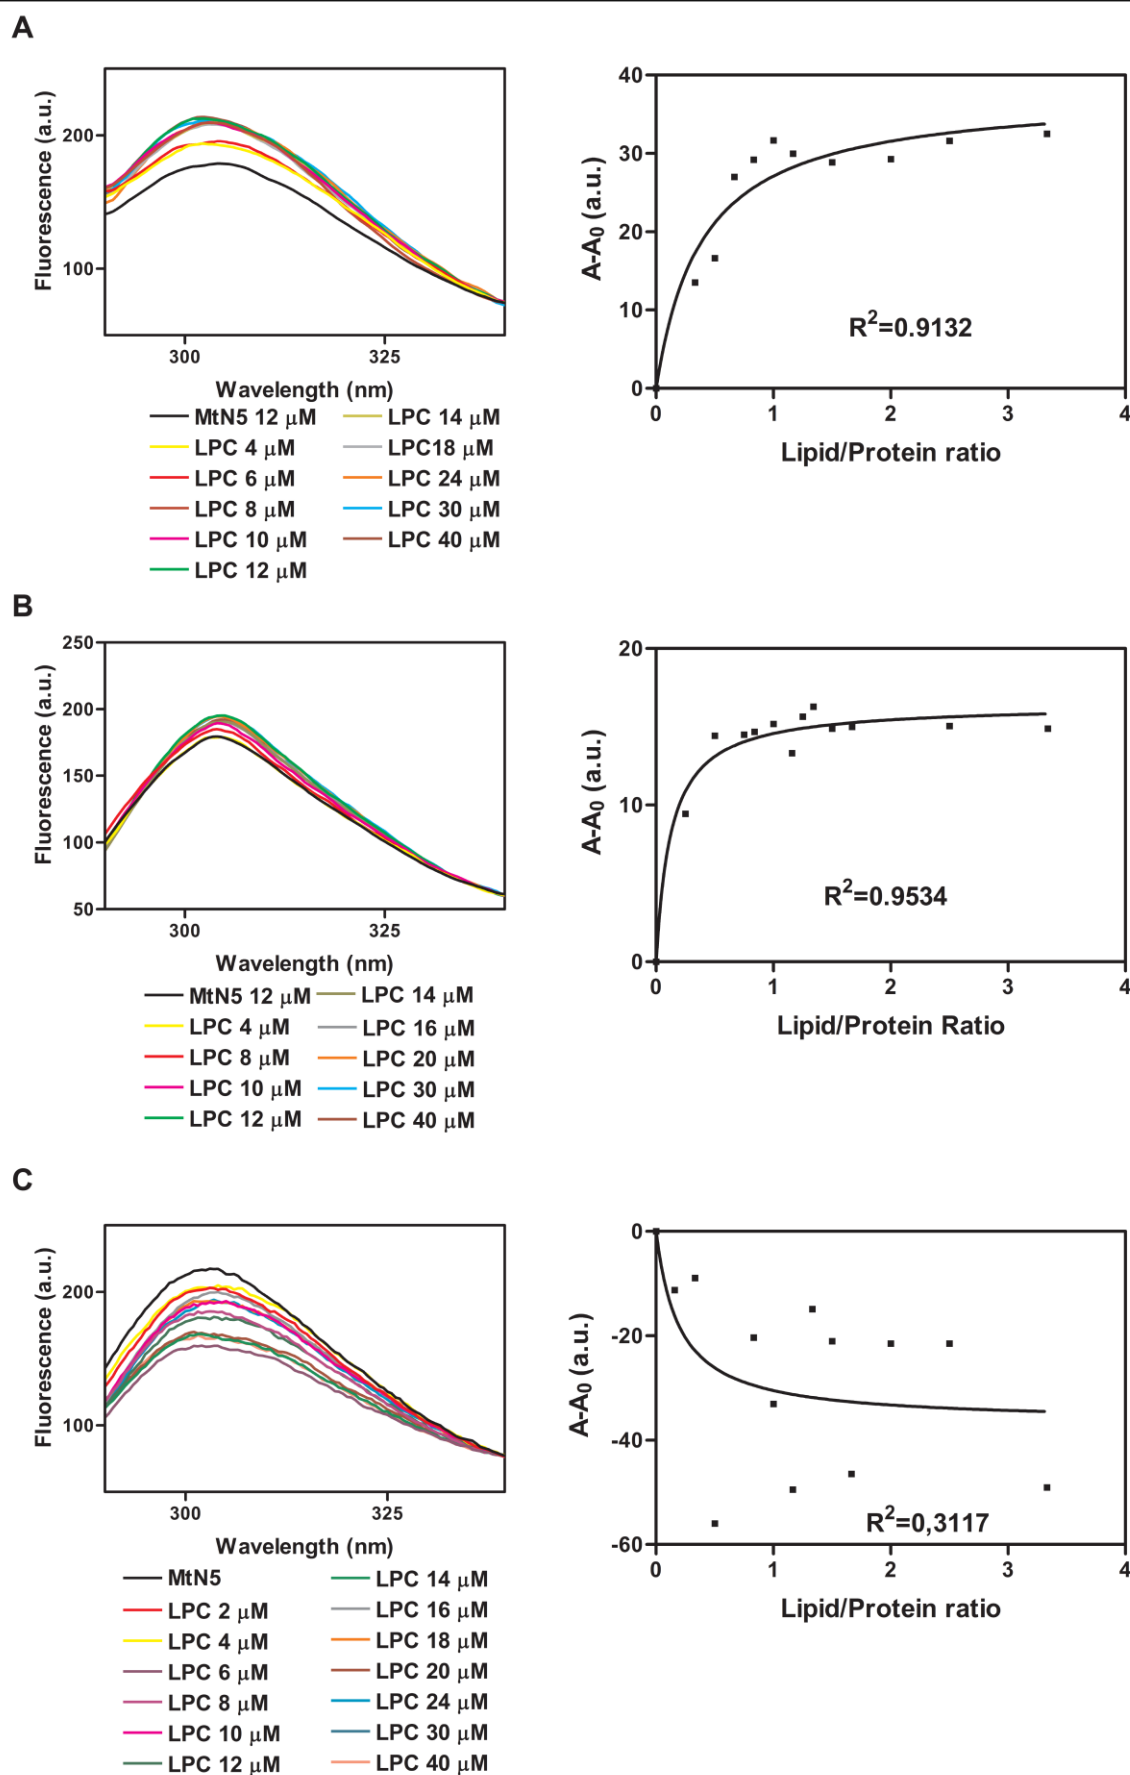 A
Fluorescence (a.u.)
200
100
300 325
Wavelength (nm)
MtN5 12 μM
LPC 4 μM
LPC 6 μM
LPC 8 μM
LPC 10 μM
LPC 12 μM
LPC 14 μM
LPC18 μM
LPC 24 μM
LPC 30 μM
LPC 40 μM
A-A0 (a.u.)
40
30
20
10
0
R2=0.9132
0 1 2 3 4
Lipid/Protein ratio
B
Fluorescence (a.u.)
250
200
150
100
50
300 325
Wavelength (nm)
MtN5 12 μM
LPC 4 μM
LPC 8 μM
LPC 10 μM
LPC 12 μM
LPC 14 μM
LPC 16 μM
LPC 20 μM
LPC 30 μM
LPC 40 μM
A-A0 (a.u.)
20
10
0
R2=0.9534
0 1 2 3 4
Lipid/Protein Ratio
C
Fluorescence (a.u.)
200
100
300 325
Wavelength (nm)
MtN5
LPC 2 μM
LPC 4 μM
LPC 6 μM
LPC 8 μM
LPC 10 μM
LPC 12 μM
LPC 14 μM
LPC 16 μM
LPC 18 μM
LPC 20 μM
LPC 24 μM
LPC 30 μM
LPC 40 μM
A-A0 (a.u.)
0
-20
-40
-60
R2=0,3117
0 1 2 3 4
Lipid/Protein ratio